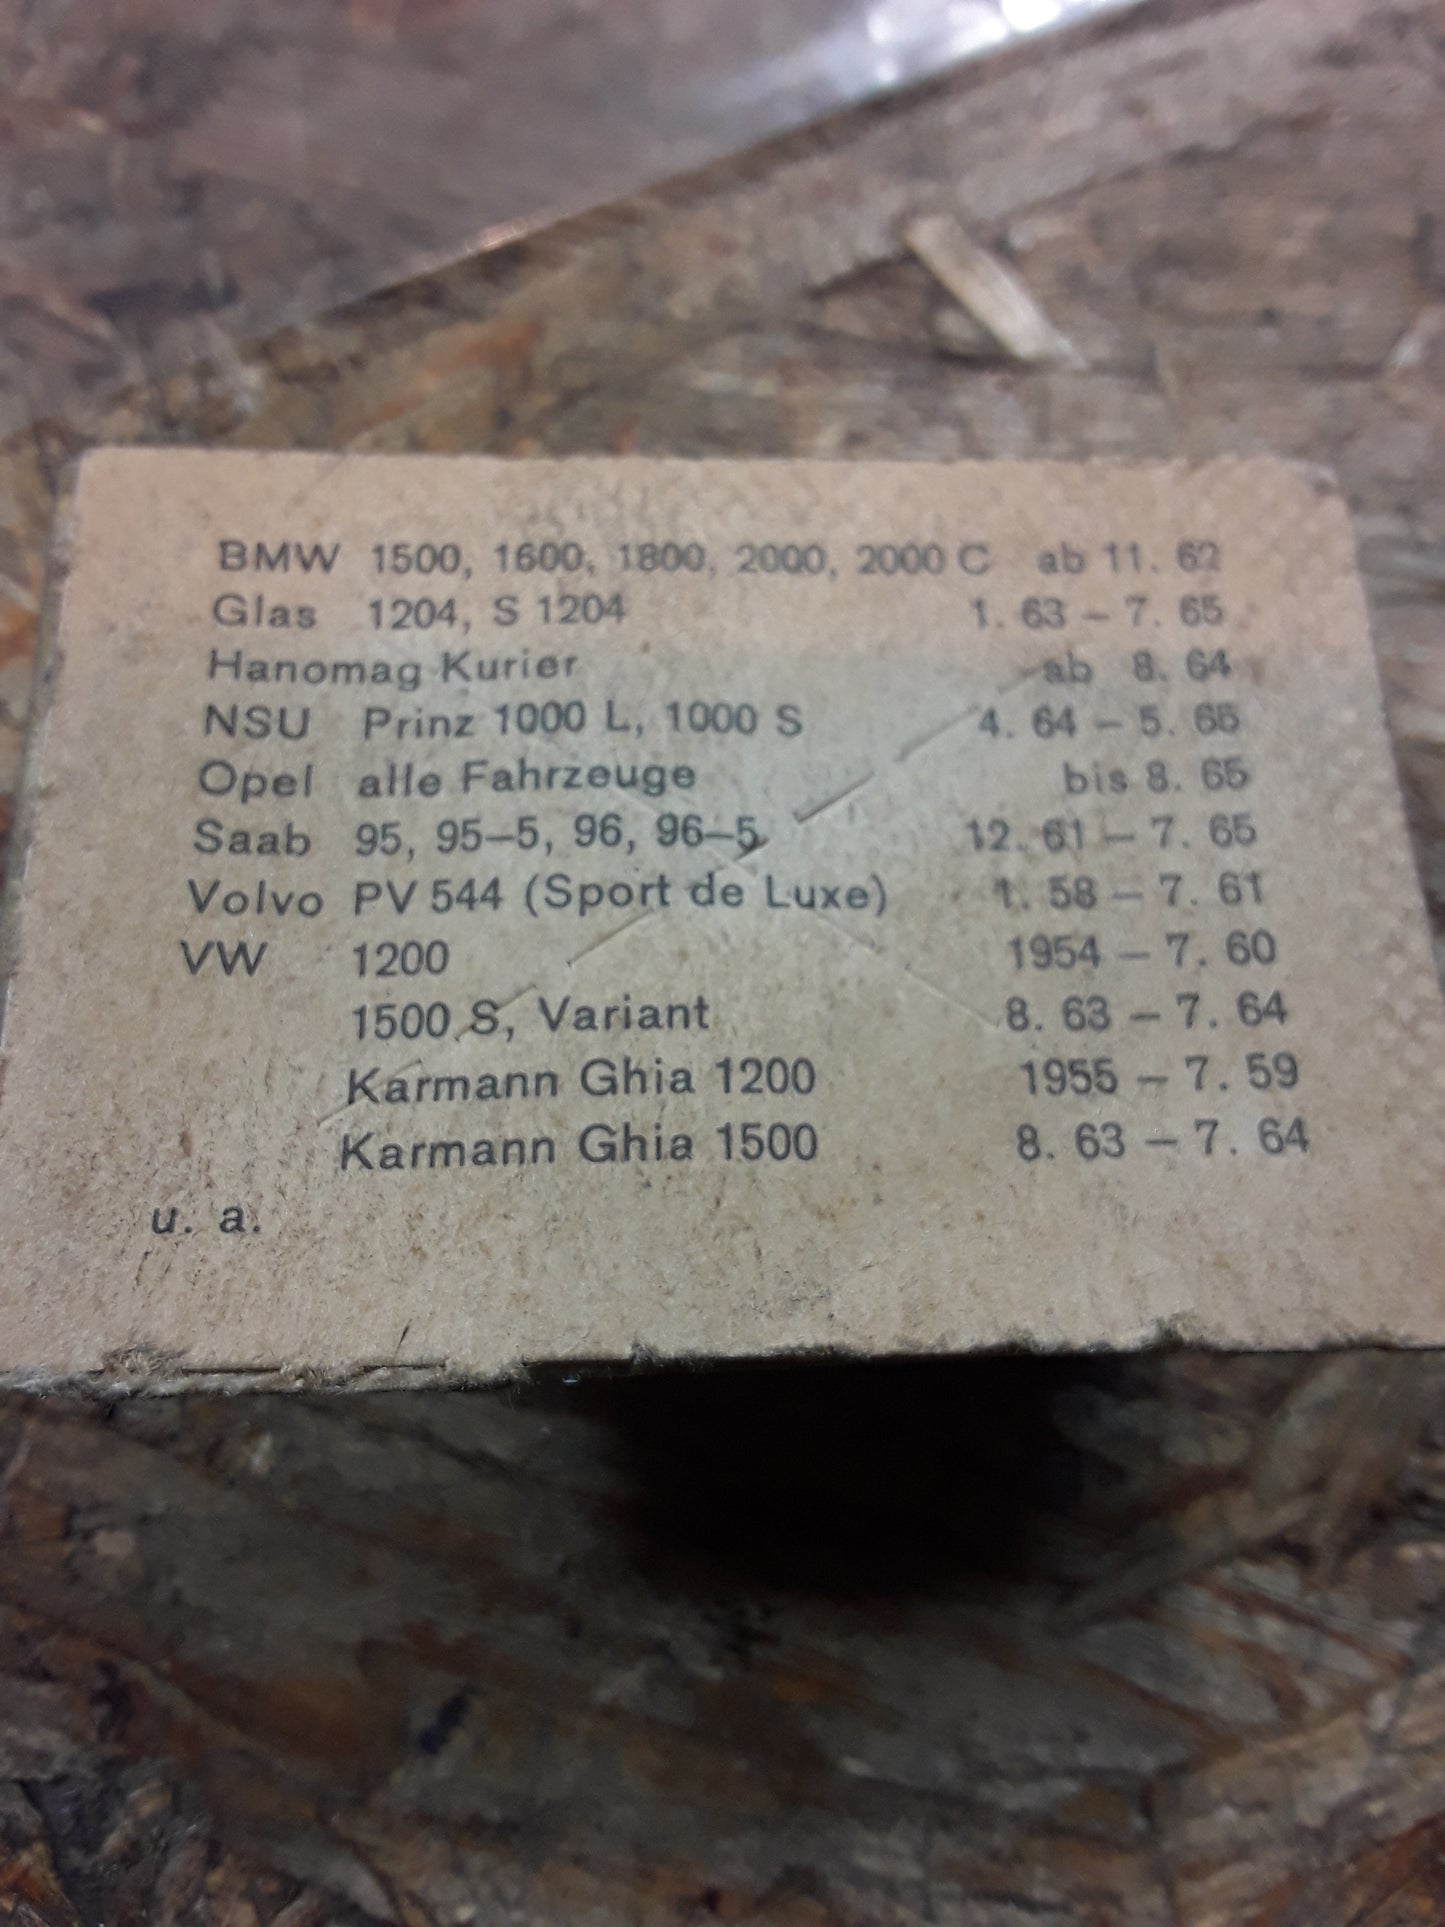 BMW 1500, 1600, 1800, 2000, 2000 C ab 11. 62
Glas 1204, S 1204 1. 63 – 7. 65
Hanomag Kurier ab 8. 64
NSU Prinz 1000 L, 1000 S 4. 64 – 5. 65
Opel alle Fahrzeuge bis 8. 65
Saab 95, 95–5, 96, 96–5 12. 61 – 7. 65
Volvo PV 544 (Sport de Luxe) 1. 58 – 7. 61
VW 1200 1954 – 7. 60
1500 S, Variant 8. 63 – 7. 64
Karmann Ghia 1200 1955 – 7. 59
Karmann Ghia 1500 8. 63 – 7. 64
u. a.